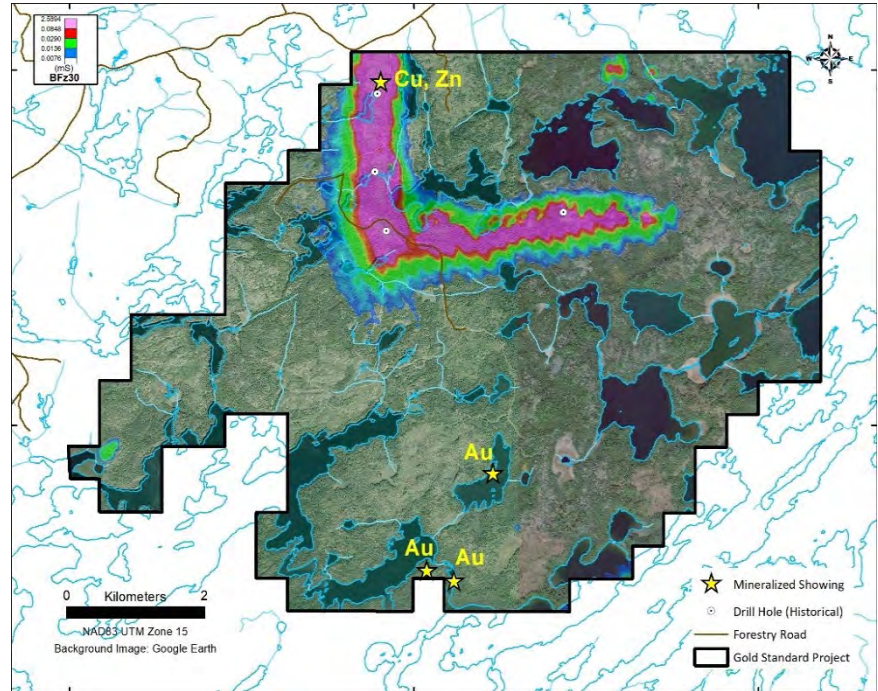 2.5894
0.0848
0.0290
0.0136
0.0076
(mS)
BFz30
N
W E
S
Cu, Zn
Au
Au
Au
0 Kilometers 2
NAD83 UTM Zone 15
Background Image: Google Earth
Mineralized Showing
Drill Hole (Historical)
Forestry Road
Gold Standard Project